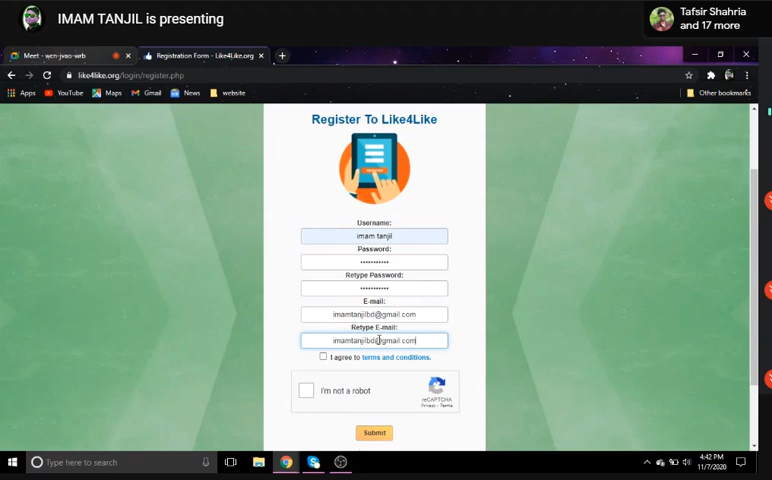 IMAM TANJIL is presenting
Tafsir Shahria
and 17 more
Meet - wcn-jvao-wrb
Registration Form - Like4Like.org
like4like.org/login/register.php
Apps YouTube Maps Gmail News website Other bookmarks
Register To Like4Like
Username:
imam tanjil
Password:
Retype Password:
E-mail:
imamtanjilbd@gmail.com
Retype E-mail:
imamtanjilbd@gmail.com
I agree to terms and conditions.
I'm not a robot
reCAPTCHA
Privacy - Terms
Submit
Type here to search
4:42 PM
11/7/2020